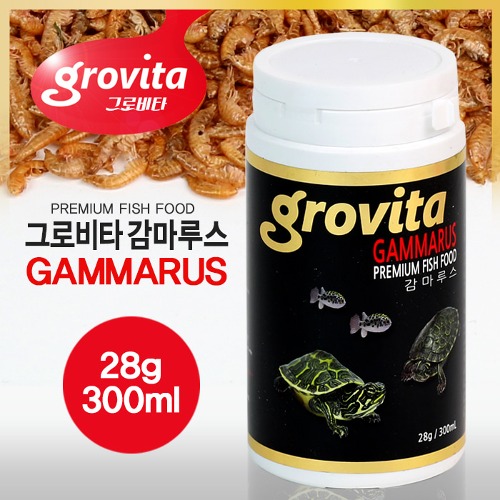 grovita
그로비타
PREMIUM FISH FOOD
그로비타 감마루스
GAMMARUS
28g
300ml
grovita
GAMMARUS
PREMIUM FISH FOOD
감마루스
28g / 300mL